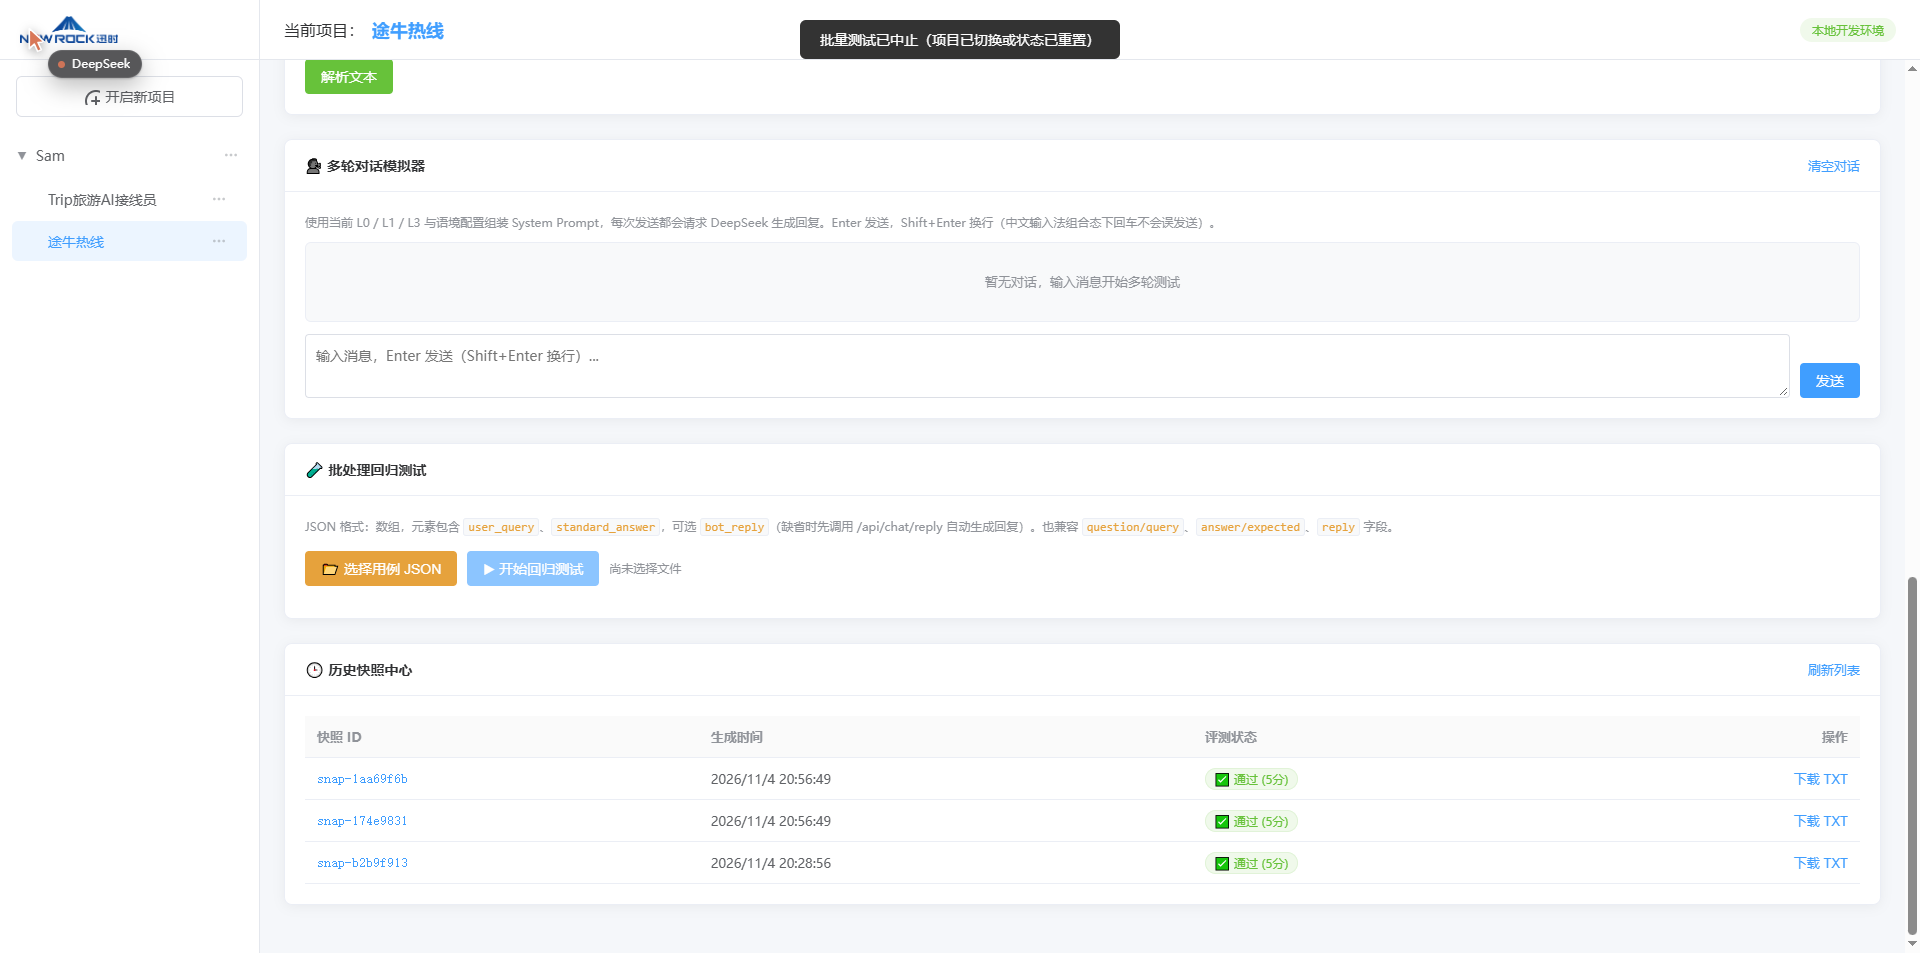 NEWROCK迅时
DeepSeek
当前项目：
途牛热线
批量测试已中止（项目已切换或状态已重置）
本地开发环境
开启新项目
▼ Sam ···
Trip旅游AI接线员 ···
途牛热线 ···
解析文本
多轮对话模拟器
清空对话
使用当前 L0 / L1 / L3 与语境配置组装 System Prompt，每次发送都会请求 DeepSeek 生成回复。Enter 发送，Shift+Enter 换行（中文输入法组合态下回车不会误发送）。
暂无对话，输入消息开始多轮测试
输入消息，Enter 发送（Shift+Enter 换行）...
发送
批处理回归测试
JSON 格式：数组，元素包含 user_query、standard_answer，可选 bot_reply（缺省时先调用 /api/chat/reply 自动生成回复）。也兼容 question/query、answer/expected、reply 字段。
选择用例 JSON
▶ 开始回归测试
尚未选择文件
历史快照中心
刷新列表
快照 ID 生成时间 评测状态 操作
snap-1aa69f6b 2026/11/4 20:56:49 ✅ 通过 (5分) 下载 TXT
snap-174e9831 2026/11/4 20:56:49 ✅ 通过 (5分) 下载 TXT
snap-b2b9f913 2026/11/4 20:28:56 ✅ 通过 (5分) 下载 TXT